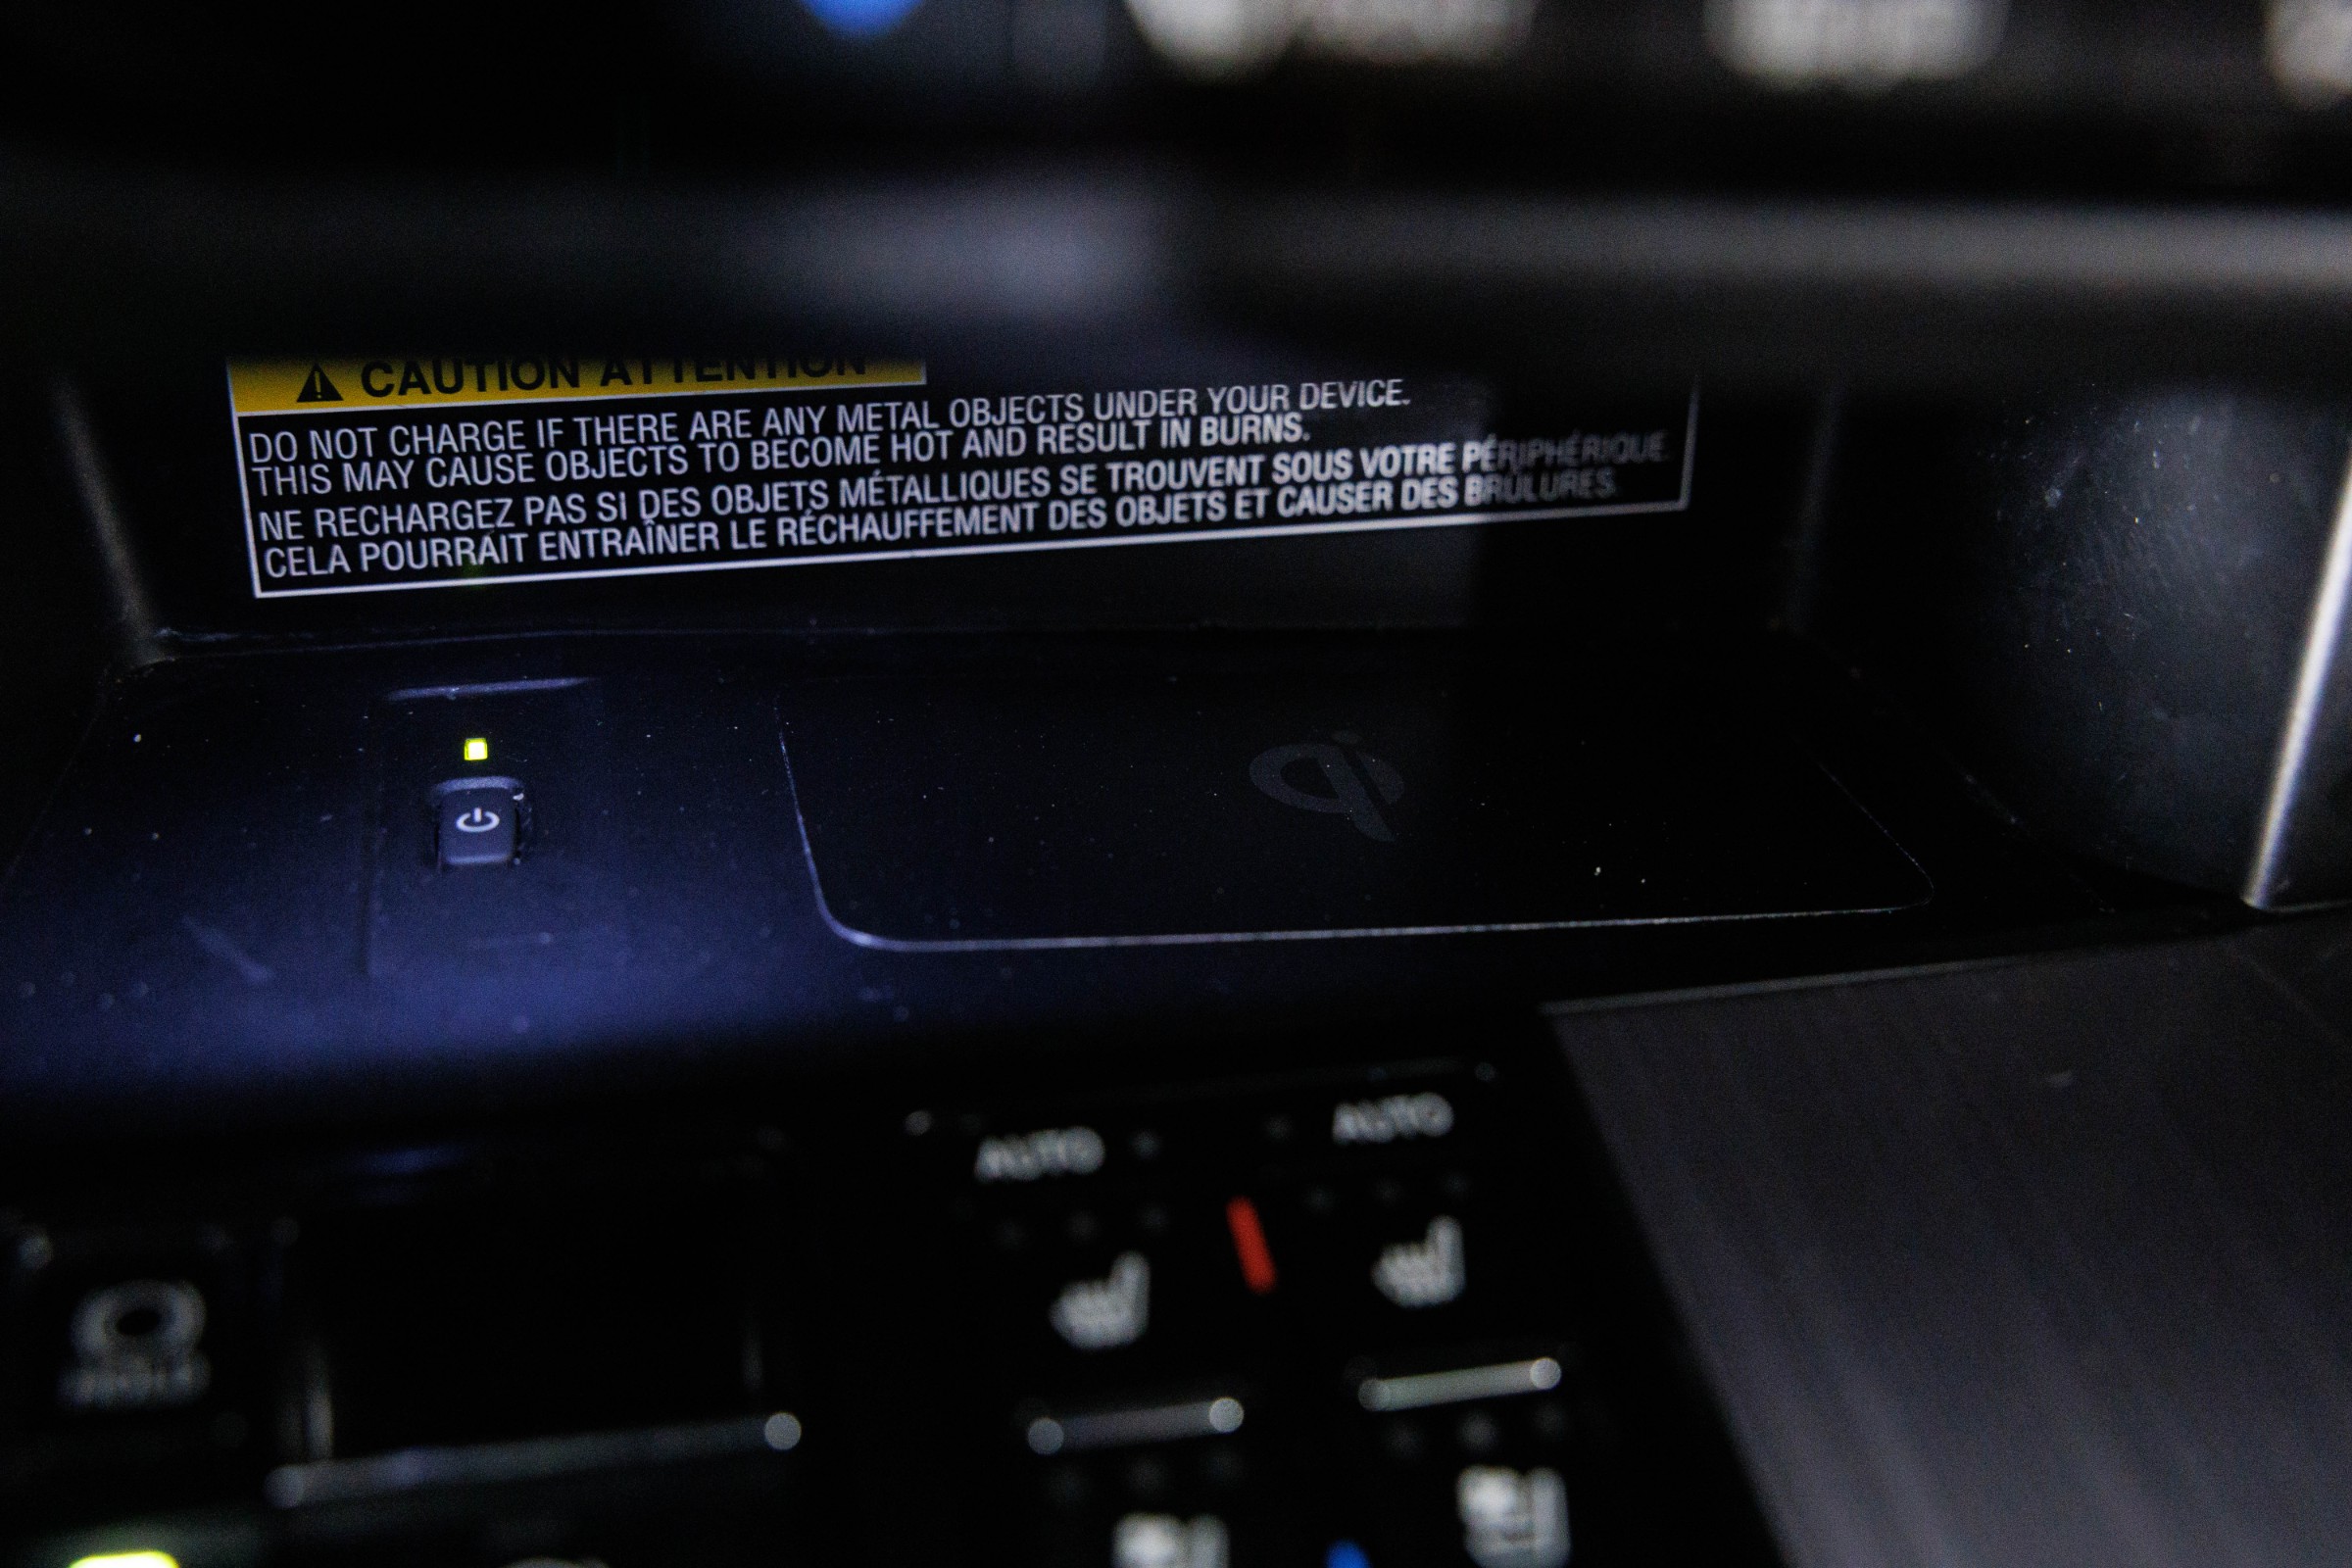 CAUTION ATTENTION
DO NOT CHARGE IF THERE ARE ANY METAL OBJECTS UNDER YOUR DEVICE.
THIS MAY CAUSE OBJECTS TO BECOME HOT AND RESULT IN BURNS.
NE RECHARGEZ PAS SI DES OBJETS MÉTALLIQUES SE TROUVENT SOUS VOTRE PÉRIPHÉRIQUE.
CELA POURRAIT ENTRAÎNER LE RÉCHAUFFEMENT DES OBJETS ET CAUSER DES BRÛLURES.
qi
AUTO AUTO